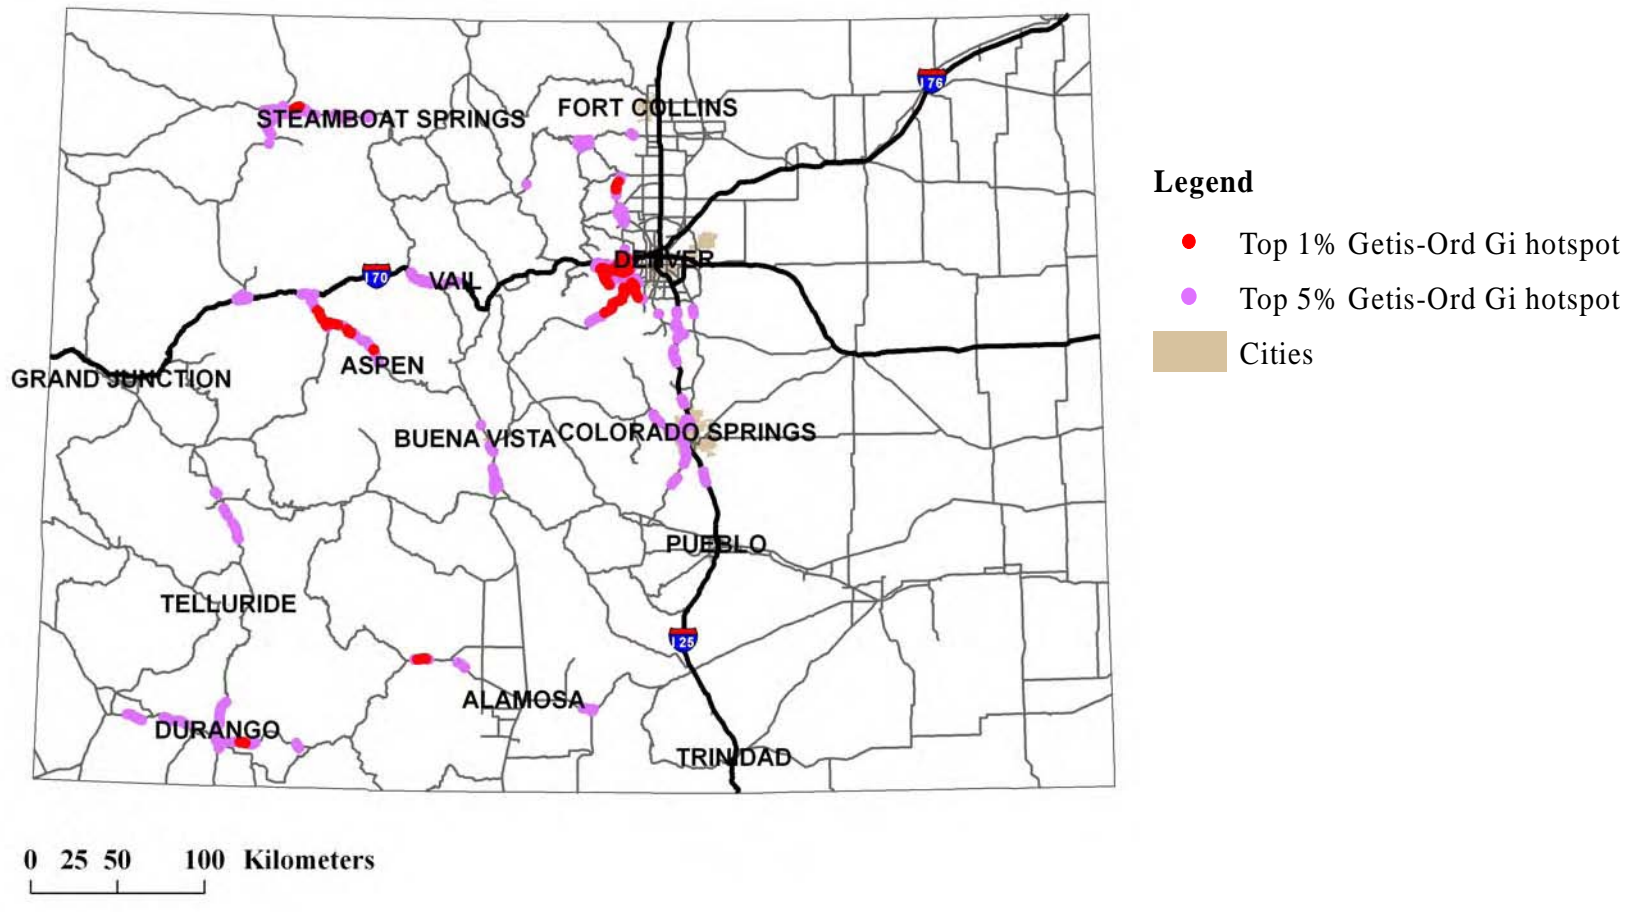 I 76
FORT COLLINS
STEAMBOAT SPRINGS
Legend
Top 1% Getis-Ord Gi hotspot
DENVER
I 70
VAIL
Top 5% Getis-Ord Gi hotspot
Cities
ASPEN
GRAND JUNCTION
BUENA VISTA
COLORADO SPRINGS
PUEBLO
TELLURIDE
I 25
ALAMOSA
DURANGO
TRINIDAD
0 25 50 100 Kilometers